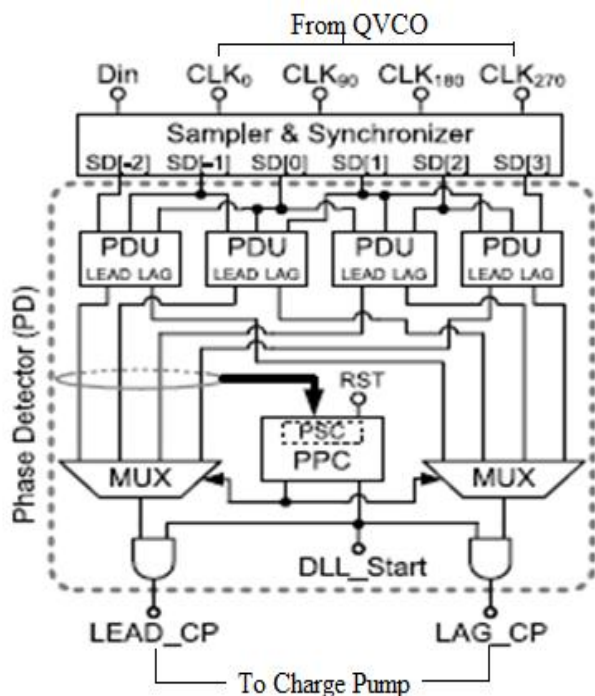 From QVCO
Din CLK₀ CLK₉₀ CLK₁₈₀ CLK₂₇₀
Sampler & Synchronizer
SD[-2] SD[-1] SD[0] SD[1] SD[2] SD[3]
PDU PDU PDU PDU
LEAD LAG LEAD LAG LEAD LAG LEAD LAG
Phase Detector (PD)
RST
PSC
PPC
MUX MUX
DLL_Start
LEAD_CP LAG_CP
To Charge Pump